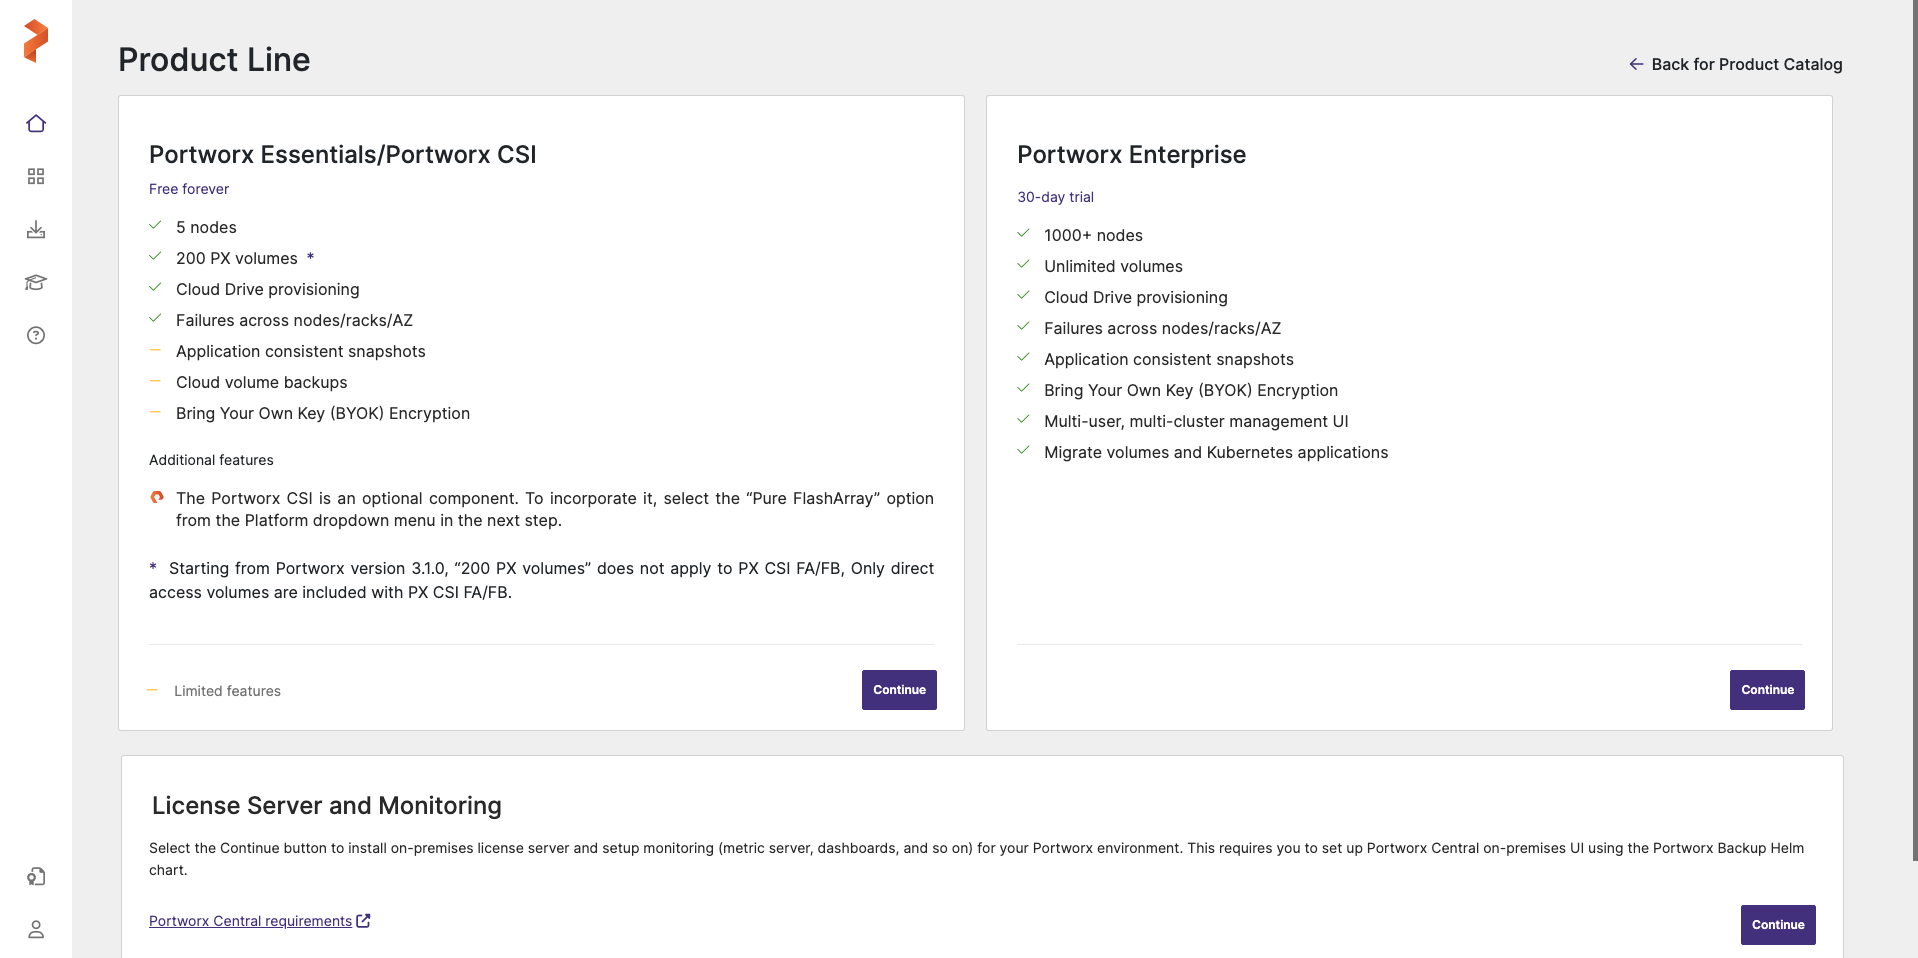 Product Line
← Back for Product Catalog
Portworx Essentials/Portworx CSI
Free forever
5 nodes
200 PX volumes *
Cloud Drive provisioning
Failures across nodes/racks/AZ
Application consistent snapshots
Cloud volume backups
Bring Your Own Key (BYOK) Encryption
Additional features
The Portworx CSI is an optional component. To incorporate it, select the “Pure FlashArray” option
from the Platform dropdown menu in the next step.
* Starting from Portworx version 3.1.0, “200 PX volumes” does not apply to PX CSI FA/FB, Only direct
access volumes are included with PX CSI FA/FB.
Limited features
Continue
Portworx Enterprise
30-day trial
1000+ nodes
Unlimited volumes
Cloud Drive provisioning
Failures across nodes/racks/AZ
Application consistent snapshots
Bring Your Own Key (BYOK) Encryption
Multi-user, multi-cluster management UI
Migrate volumes and Kubernetes applications
Continue
License Server and Monitoring
Select the Continue button to install on-premises license server and setup monitoring (metric server, dashboards, and so on) for your Portworx environment. This requires you to set up Portworx Central on-premises UI using the Portworx Backup Helm
chart.
Portworx Central requirements
Continue